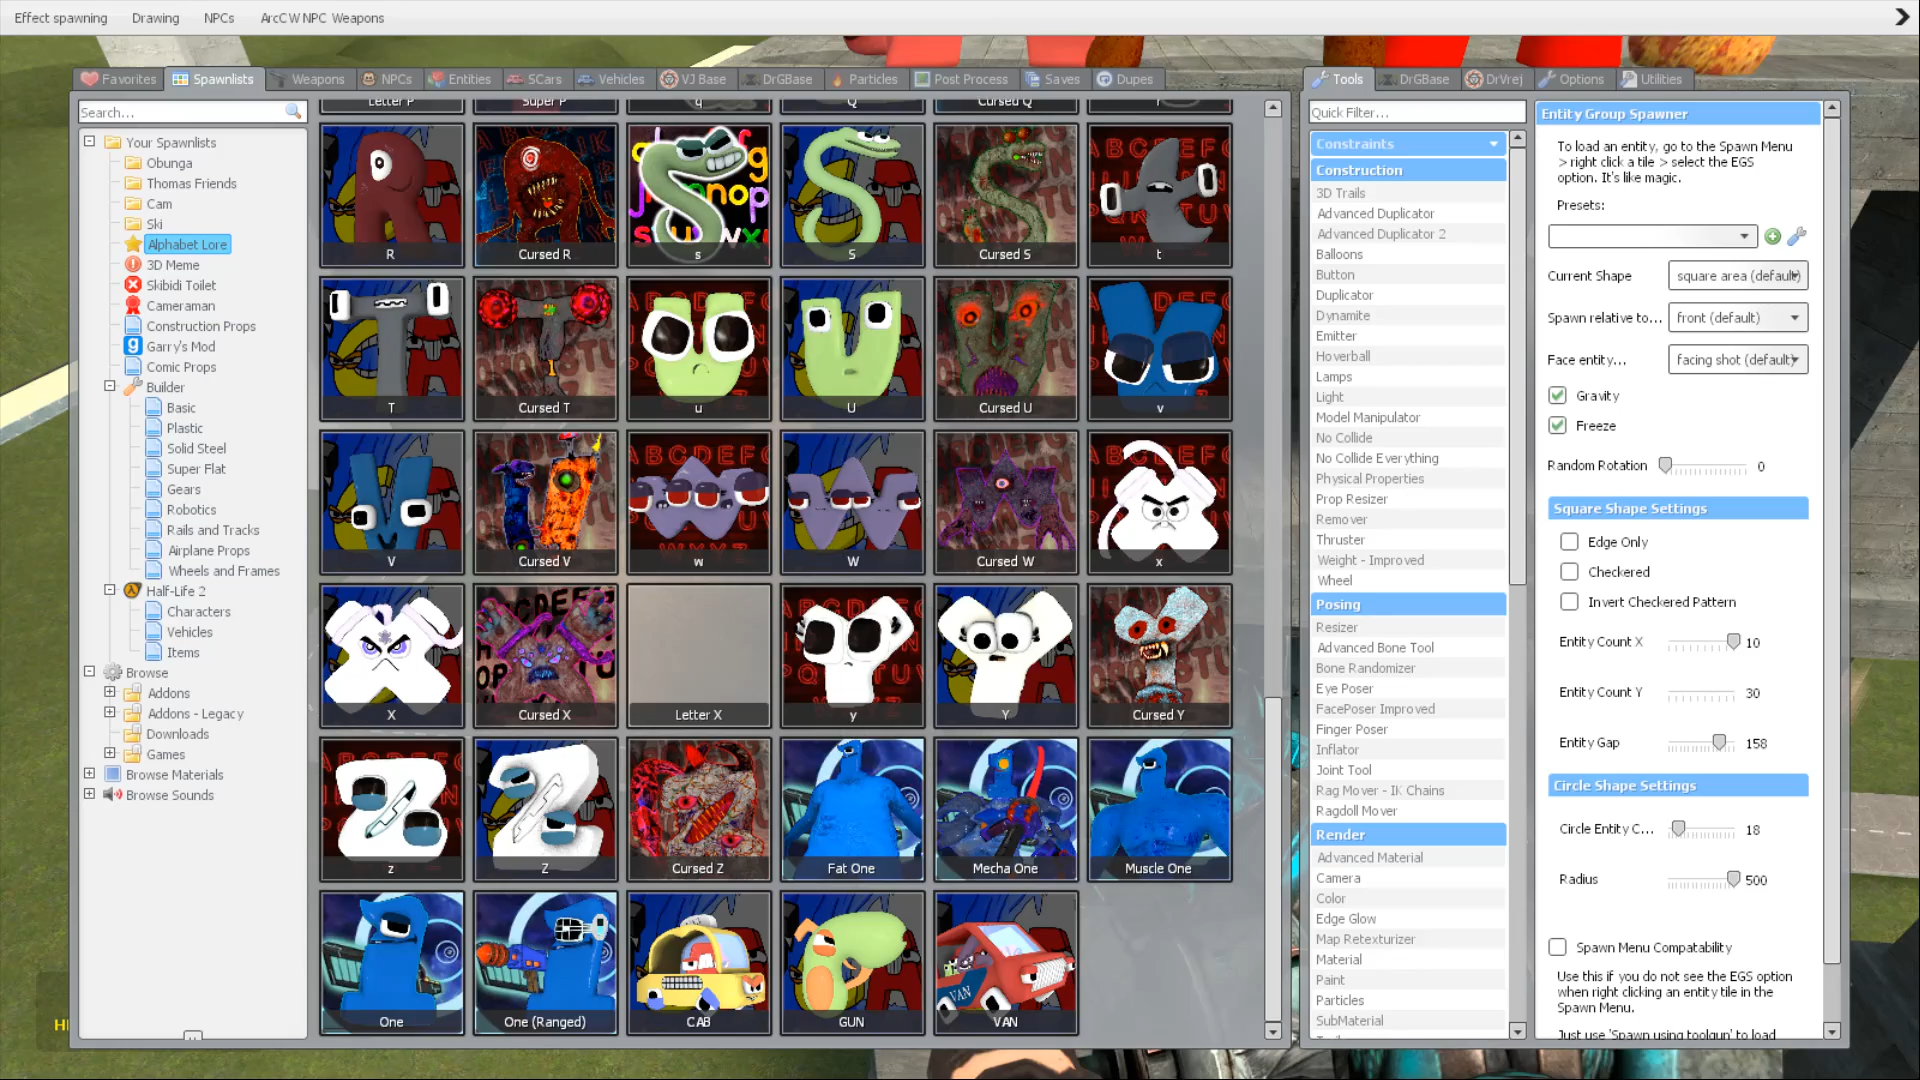 Effect spawning Drawing NPCs ArcCW NPC Weapons
Favorites Spawnlists Weapons NPCs Entities SCars Vehicles VJ Base DrGBase Particles Post Process Saves Dupes
Tools DrGBase DrVrej Options Utilities
Search...
Your Spawnlists
Obunga
Thomas Friends
Cam
Ski
Alphabet Lore
3D Meme
Skibidi Toilet
Cameraman
Construction Props
Garry's Mod
Comic Props
Builder
Basic
Plastic
Solid Steel
Super Flat
Gears
Robotics
Rails and Tracks
Airplane Props
Wheels and Frames
Half-Life 2
Characters
Vehicles
Items
Browse
Addons
Addons - Legacy
Downloads
Games
Browse Materials
Browse Sounds
Letter P Super P q Q Cursed Q r
R Cursed R s S Cursed S t
T Cursed T u U Cursed U v
V Cursed V w W Cursed W x
X Cursed X Letter X y Y Cursed Y
z Z Cursed Z Fat One Mecha One Muscle One
VAN
One One (Ranged) CAB GUN VAN
Quick Filter...
Constraints
Construction
3D Trails
Advanced Duplicator
Advanced Duplicator 2
Balloons
Button
Duplicator
Dynamite
Emitter
Hoverball
Lamps
Light
Model Manipulator
No Collide
No Collide Everything
Physical Properties
Prop Resizer
Remover
Thruster
Weight - Improved
Wheel
Posing
Resizer
Advanced Bone Tool
Bone Randomizer
Eye Poser
FacePoser Improved
Finger Poser
Inflator
Joint Tool
Rag Mover - IK Chains
Ragdoll Mover
Render
Advanced Material
Camera
Color
Edge Glow
Map Retexturizer
Material
Paint
Particles
SubMaterial
Entity Group Spawner
To load an entity, go to the Spawn Menu
> right click a tile > select the EGS
option. It's like magic.
Presets:
Current Shape square area (default)
Spawn relative to... front (default)
Face entity... facing shot (default)
Gravity
Freeze
Random Rotation 0
Square Shape Settings
Edge Only
Checkered
Invert Checkered Pattern
Entity Count X 10
Entity Count Y 30
Entity Gap 158
Circle Shape Settings
Circle Entity C... 18
Radius 500
Spawn Menu Compatability
Use this if you do not see the EGS option
when right clicking an entity tile in the
Spawn Menu.
Just use 'Spawn using toolgun' to load